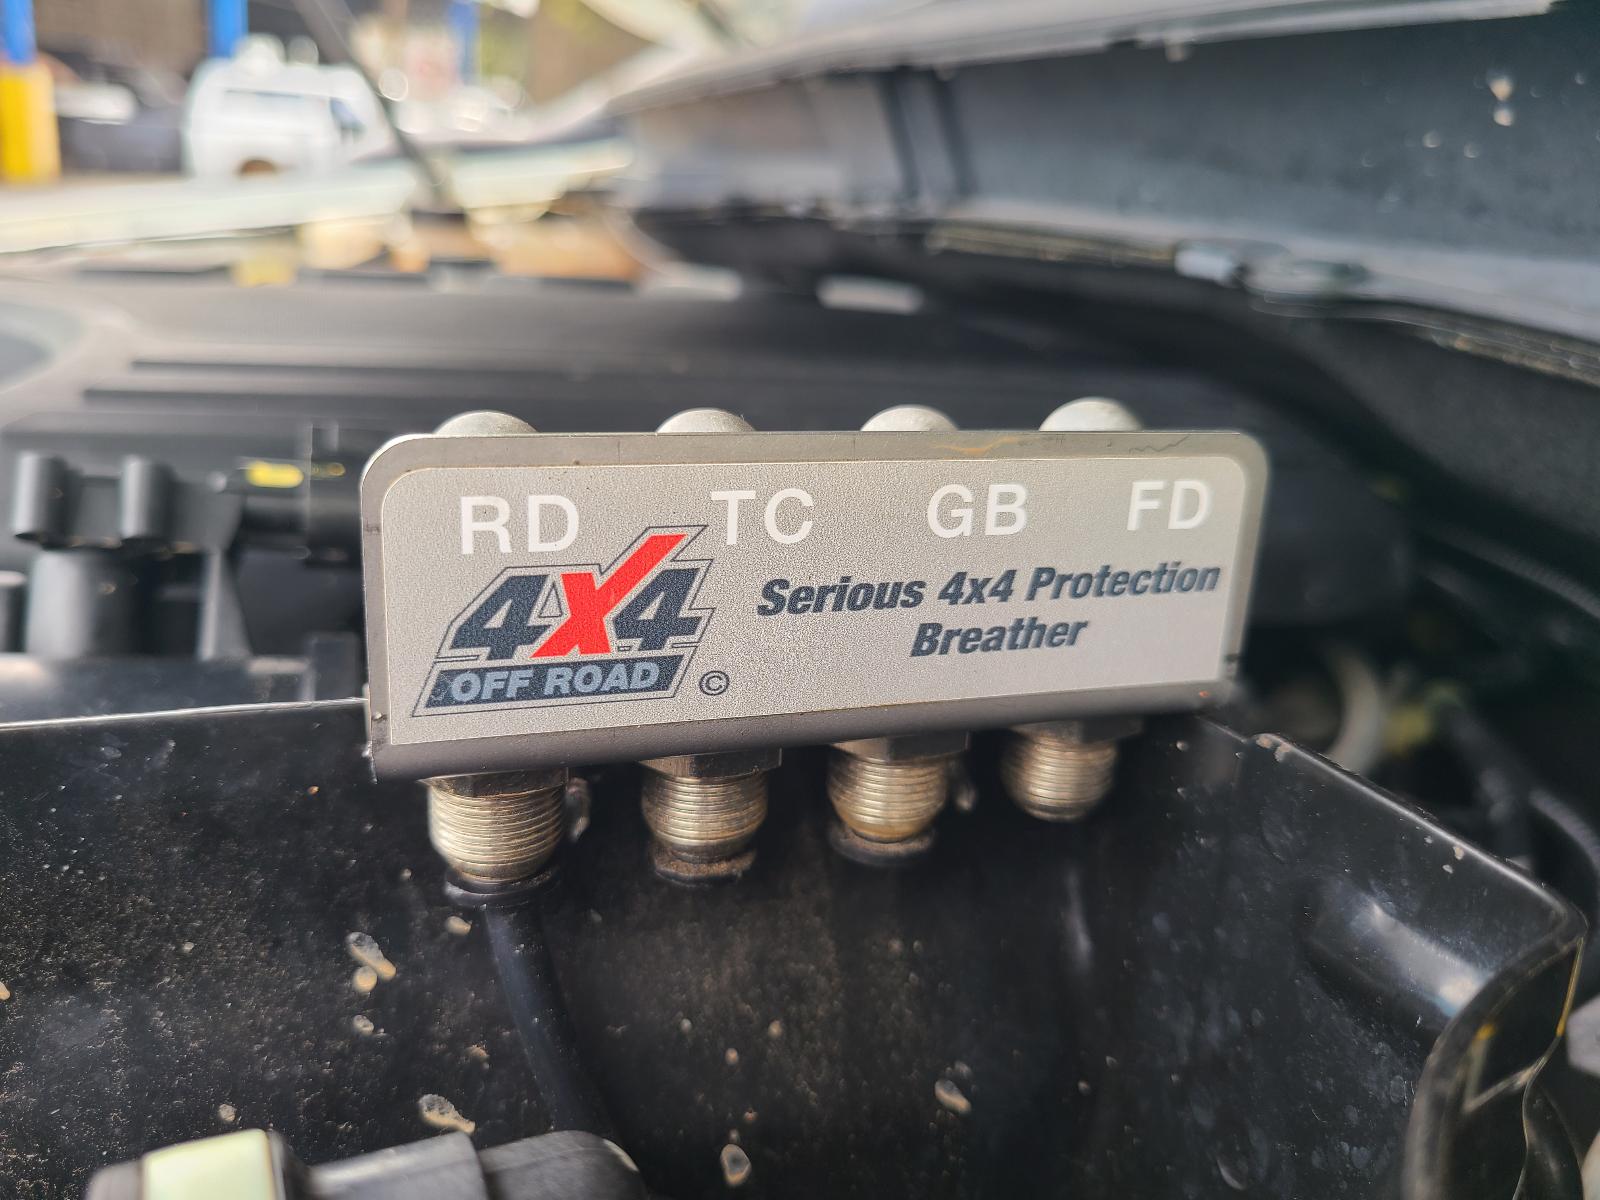 RD TC GB FD
4X4
OFF ROAD ©
Serious 4x4 Protection
Breather